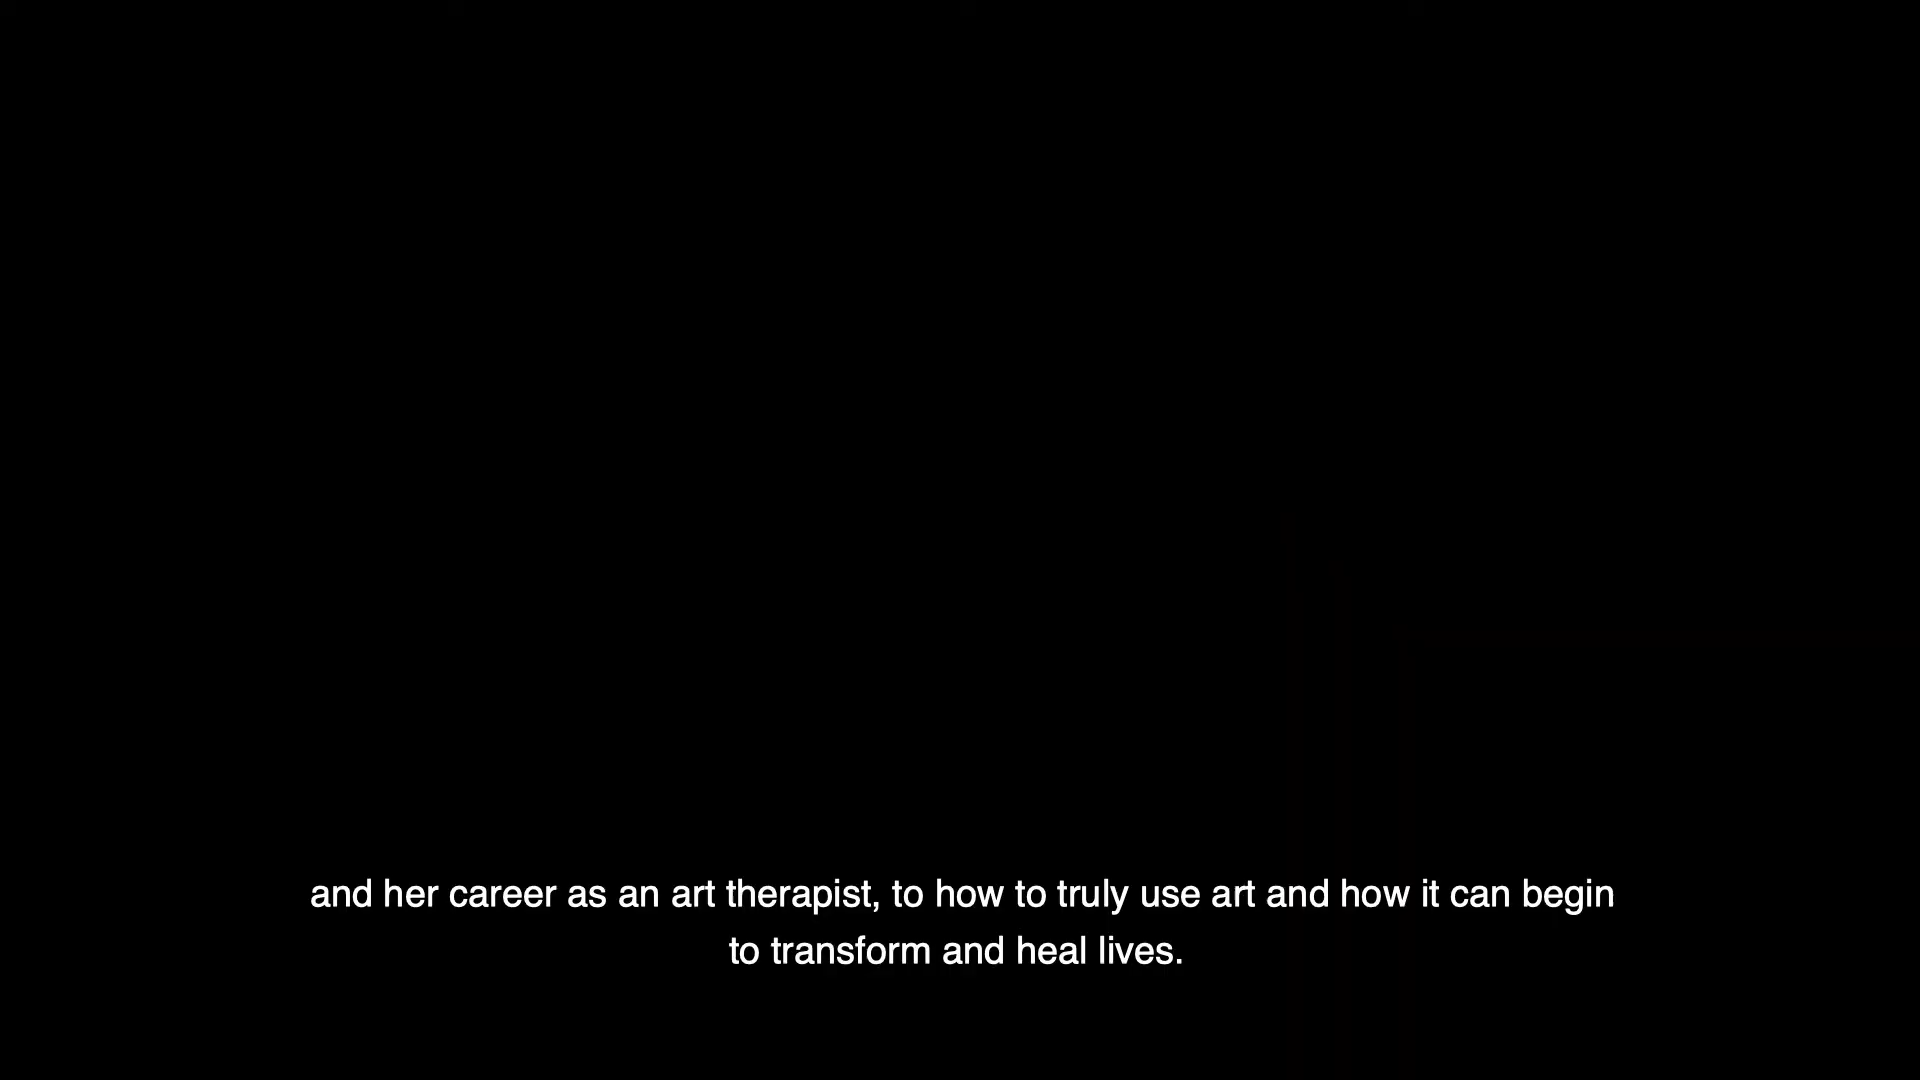 and her career as an art therapist, to how to truly use art and how it can begin
to transform and heal lives.